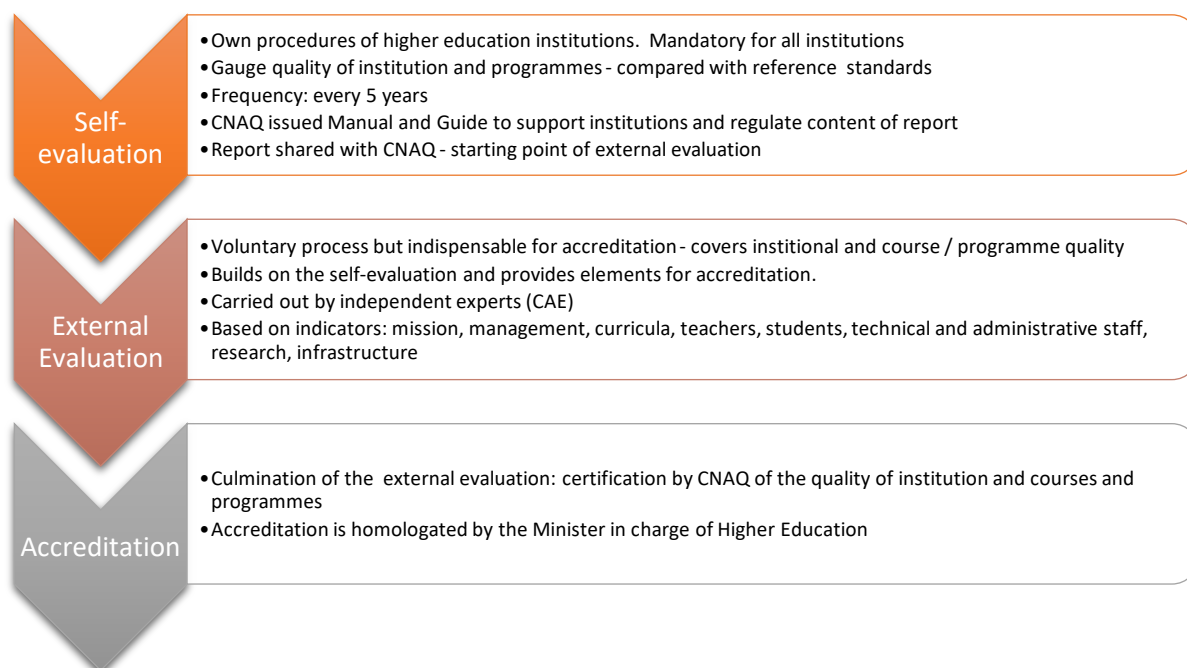 Self-
evaluation
•Own procedures of higher education institutions.  Mandatory for all institutions
•Gauge quality of institution and programmes - compared with reference  standards
•Frequency: every 5 years
•CNAQ issued Manual and Guide to support institutions and regulate content of report
•Report shared with CNAQ - starting point of external evaluation
External
Evaluation
•Voluntary process but indispensable for accreditation - covers institional and course / programme quality
•Builds on the self-evaluation and provides elements for accreditation.
•Carried out by independent experts (CAE)
•Based on indicators: mission, management, curricula, teachers, students, technical and administrative staff,
research, infrastructure
Accreditation
•Culmination of the  external evaluation: certification by CNAQ of the quality of institution and courses and
programmes
•Accreditation is homologated by the Minister in charge of Higher Education